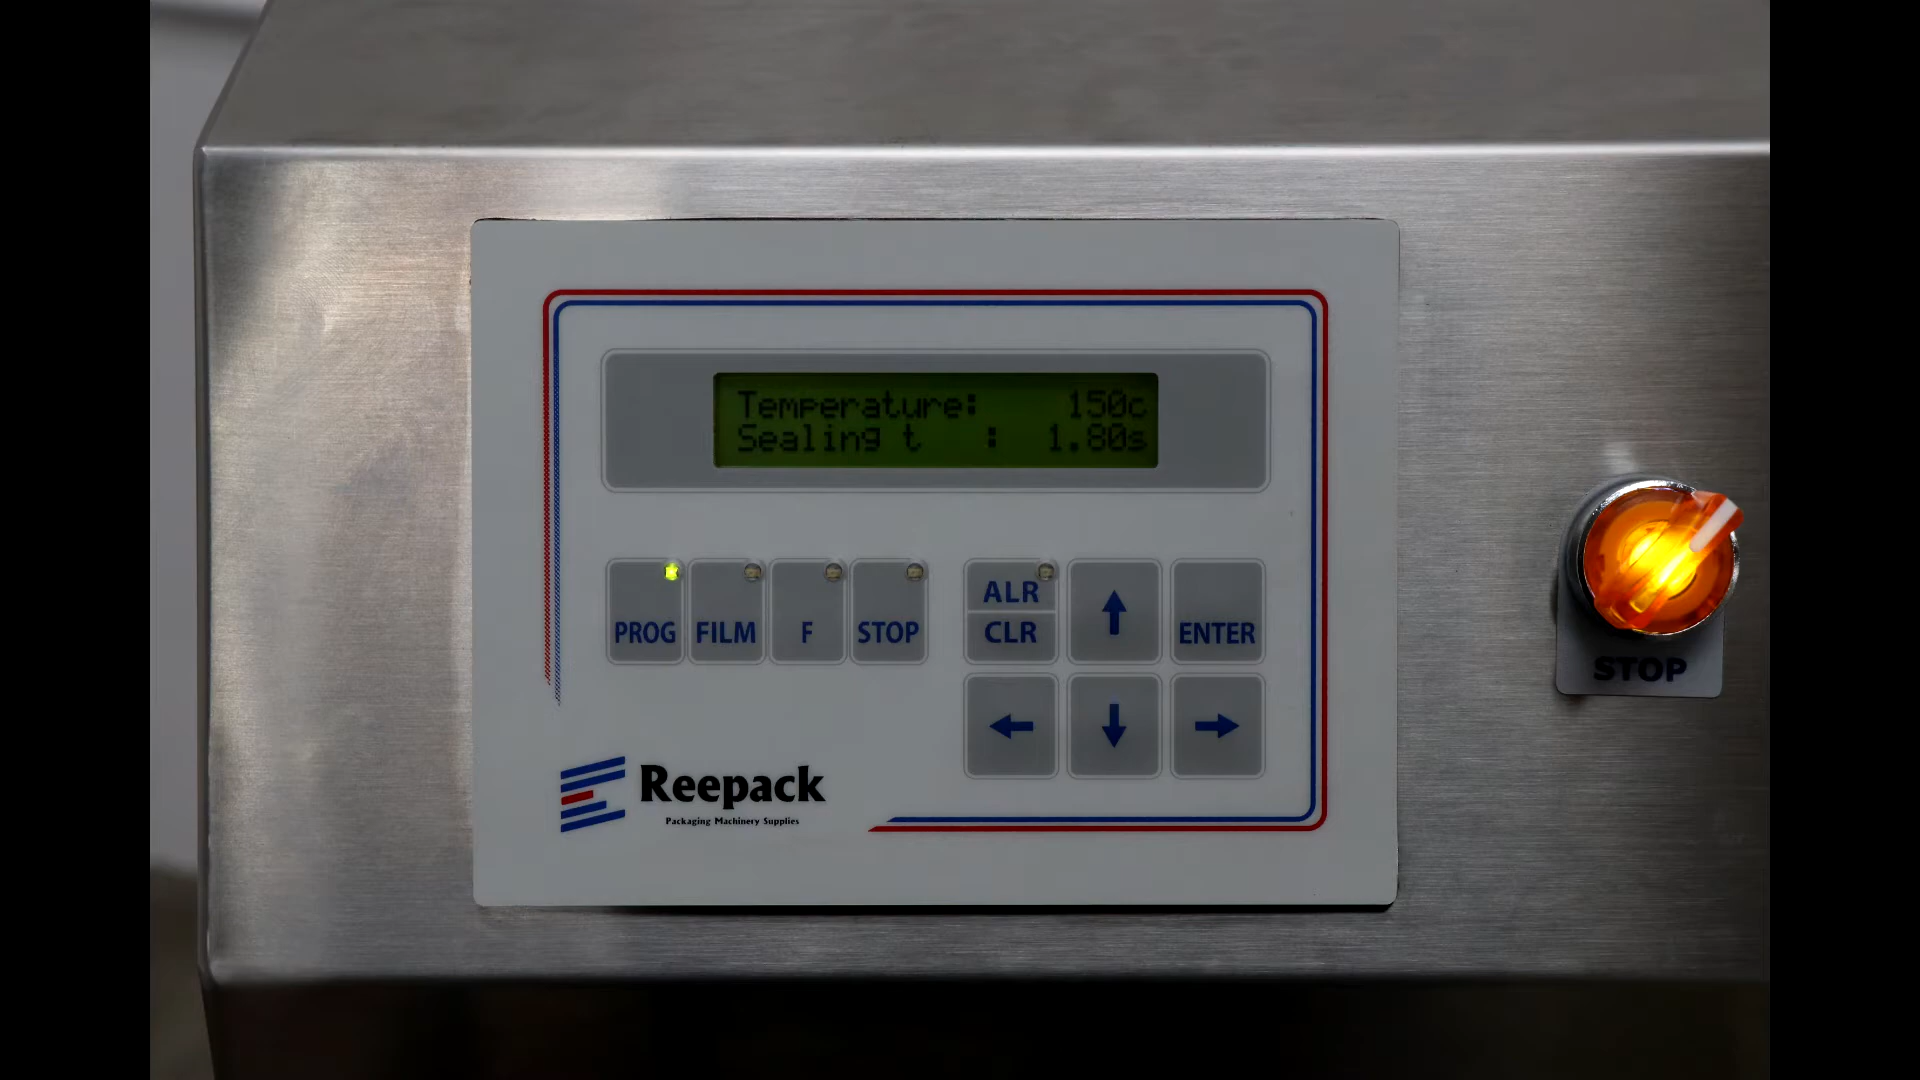 Temperature: 150c
Sealing t : 1.80s
PROG FILM F STOP
ALR
CLR
ENTER
STOP
Reepack
Packaging Machinery Supplies